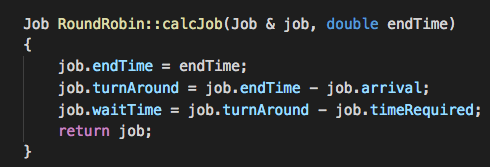 Job RoundRobin::calcJob(Job & job, double endTime)
{
    job.endTime = endTime;
    job.turnAround = job.endTime - job.arrival;
    job.waitTime = job.turnAround - job.timeRequired;
    return job;
}